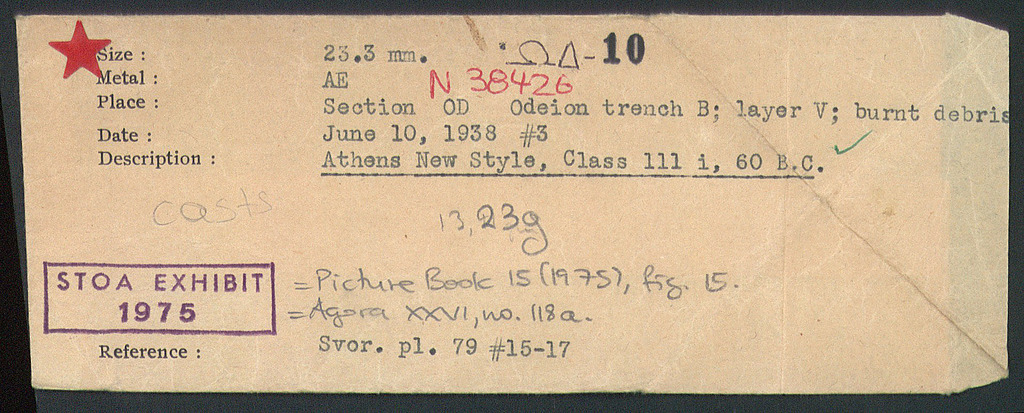 Size : 23.3 mm. ·ΩΔ-10
Metal : AE N 38426
Place : Section OD Odeion trench B; layer V; burnt debris
Date : June 10, 1938 #3
Description : Athens New Style, Class 111 i, 60 B.C.
casts
13,23g
STOA EXHIBIT
1975
= Picture Book 15 (1975), fig. 15.
= Agora XXVI, no. 118a.
Reference : Svor. pl. 79 #15-17